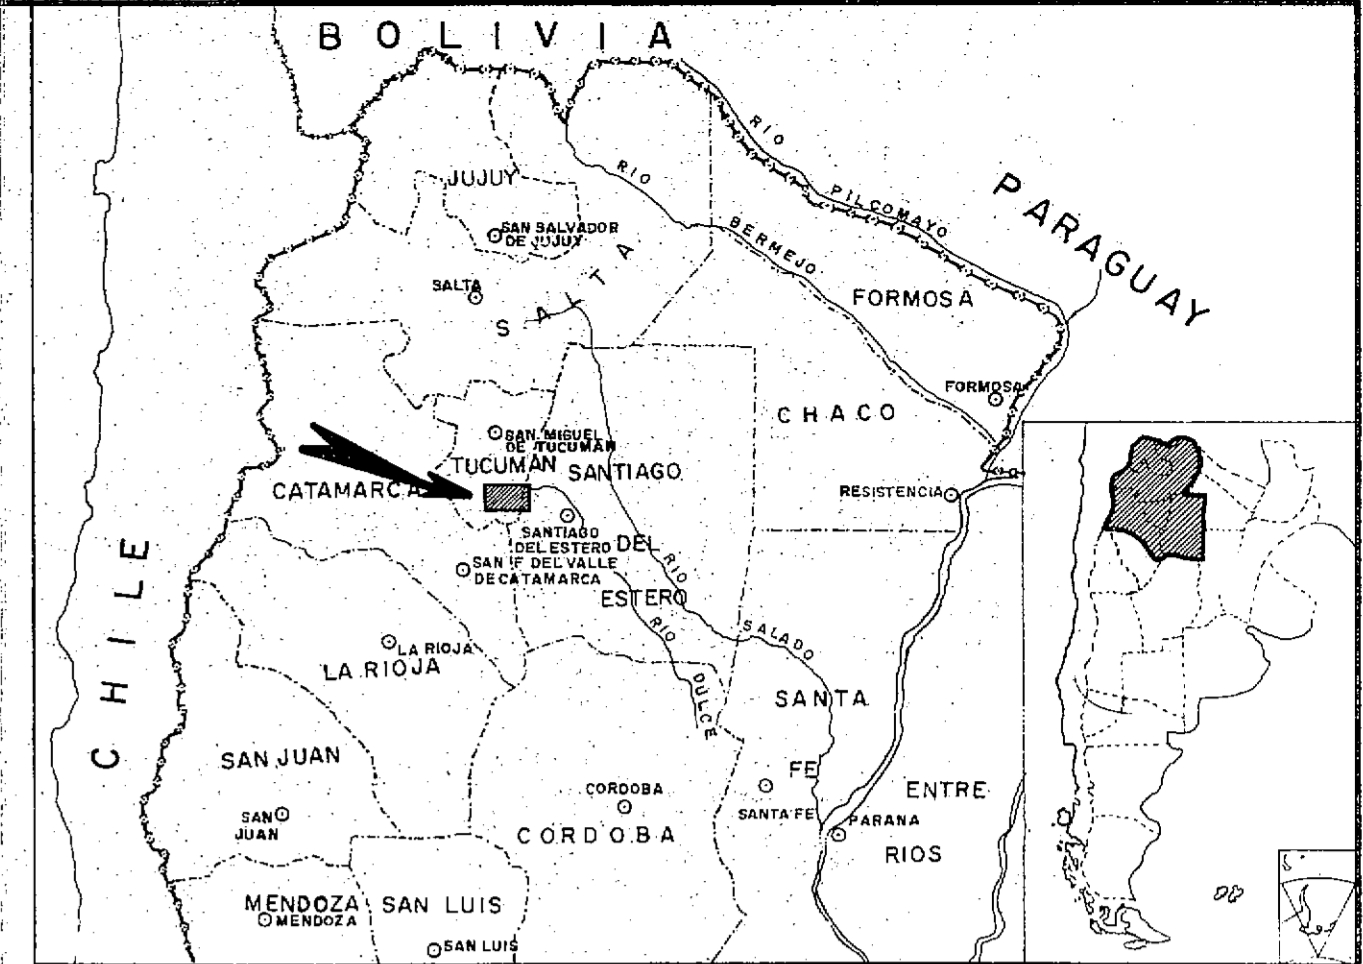 BOLIVIA
RIO
PILCOMAYO
PARAGUAY
JUJUY
RIO
BERMEJO
SAN SALVADOR
DE JUJUY
SALTA
SALTA
FORMOSA
FORMOSA
CHACO
SAN. MIGUEL
DE TUCUMAN
TUCUMAN
SANTIAGO
CATAMARCA
RESISTENCIA
SANTIAGO
DEL ESTERO
DEL
SAN F DEL VALLE
DE CATAMARCA
RIO
ESTERO
RIO
SALADO
CHILE
LA RIOJA
LA RIOJA
DULCE
SANTA
SAN JUAN
FE
CORDOBA
ENTRE
SAN
JUAN
SANTA FE
PARANA
CORDOBA
RIOS
MENDOZA
SAN LUIS
MENDOZA
SAN LUIS